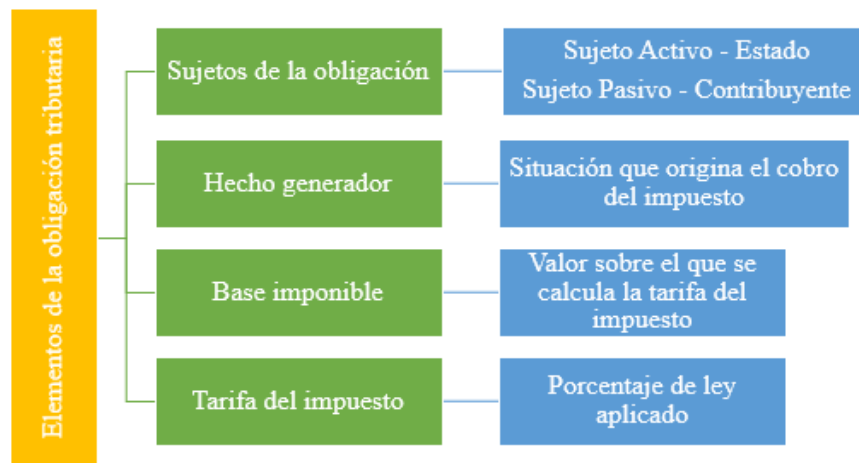 Elementos de la obligación tributaria
Sujetos de la obligación
Sujeto Activo - Estado
Sujeto Pasivo - Contribuyente
Hecho generador
Situación que origina el cobro
del impuesto
Base imponible
Valor sobre el que se
calcula la tarifa del
impuesto
Tarifa del impuesto
Porcentaje de ley
aplicado